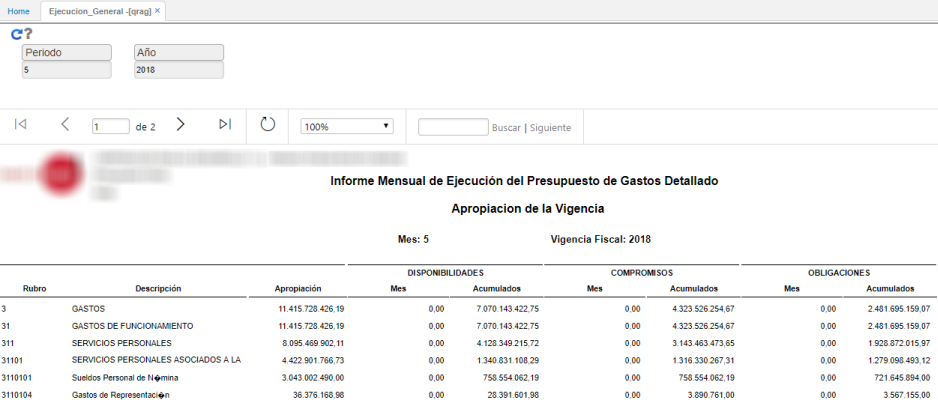 Home Ejecucion_General -[qrag] ×
?
Periodo Año
5 2018
1 de 2 100% Buscar | Siguiente
Informe Mensual de Ejecución del Presupuesto de Gastos Detallado
Apropiacion de la Vigencia
Mes: 5 Vigencia Fiscal: 2018
DISPONIBILIDADES COMPROMISOS OBLIGACIONES
Rubro Descripción Apropiación Mes Acumulados Mes Acumulados Mes Acumulados
3 GASTOS 11.415.728.426,19 0,00 7.070.143.422,75 0,00 4.323.526.254,67 0,00 2.481.695.159,07
31 GASTOS DE FUNCIONAMIENTO 11.415.728.426,19 0,00 7.070.143.422,75 0,00 4.323.526.254,67 0,00 2.481.695.159,07
311 SERVICIOS PERSONALES 8.095.469.902,11 0,00 4.128.349.215,72 0,00 3.143.463.473,65 0,00 1.928.872.015,97
31101 SERVICIOS PERSONALES ASOCIADOS A LA 4.422.901.766,73 0,00 1.340.831.108,29 0,00 1.316.330.267,31 0,00 1.279.098.493,12
3110101 Sueldos Personal de N�mina 3.043.002.490,00 0,00 758.554.062,19 0,00 758.554.062,19 0,00 721.645.894,00
3110104 Gastos de Representaci�n 36.376.168,98 0,00 28.391.601,98 0,00 3.890.761,00 0,00 3.567.155,00